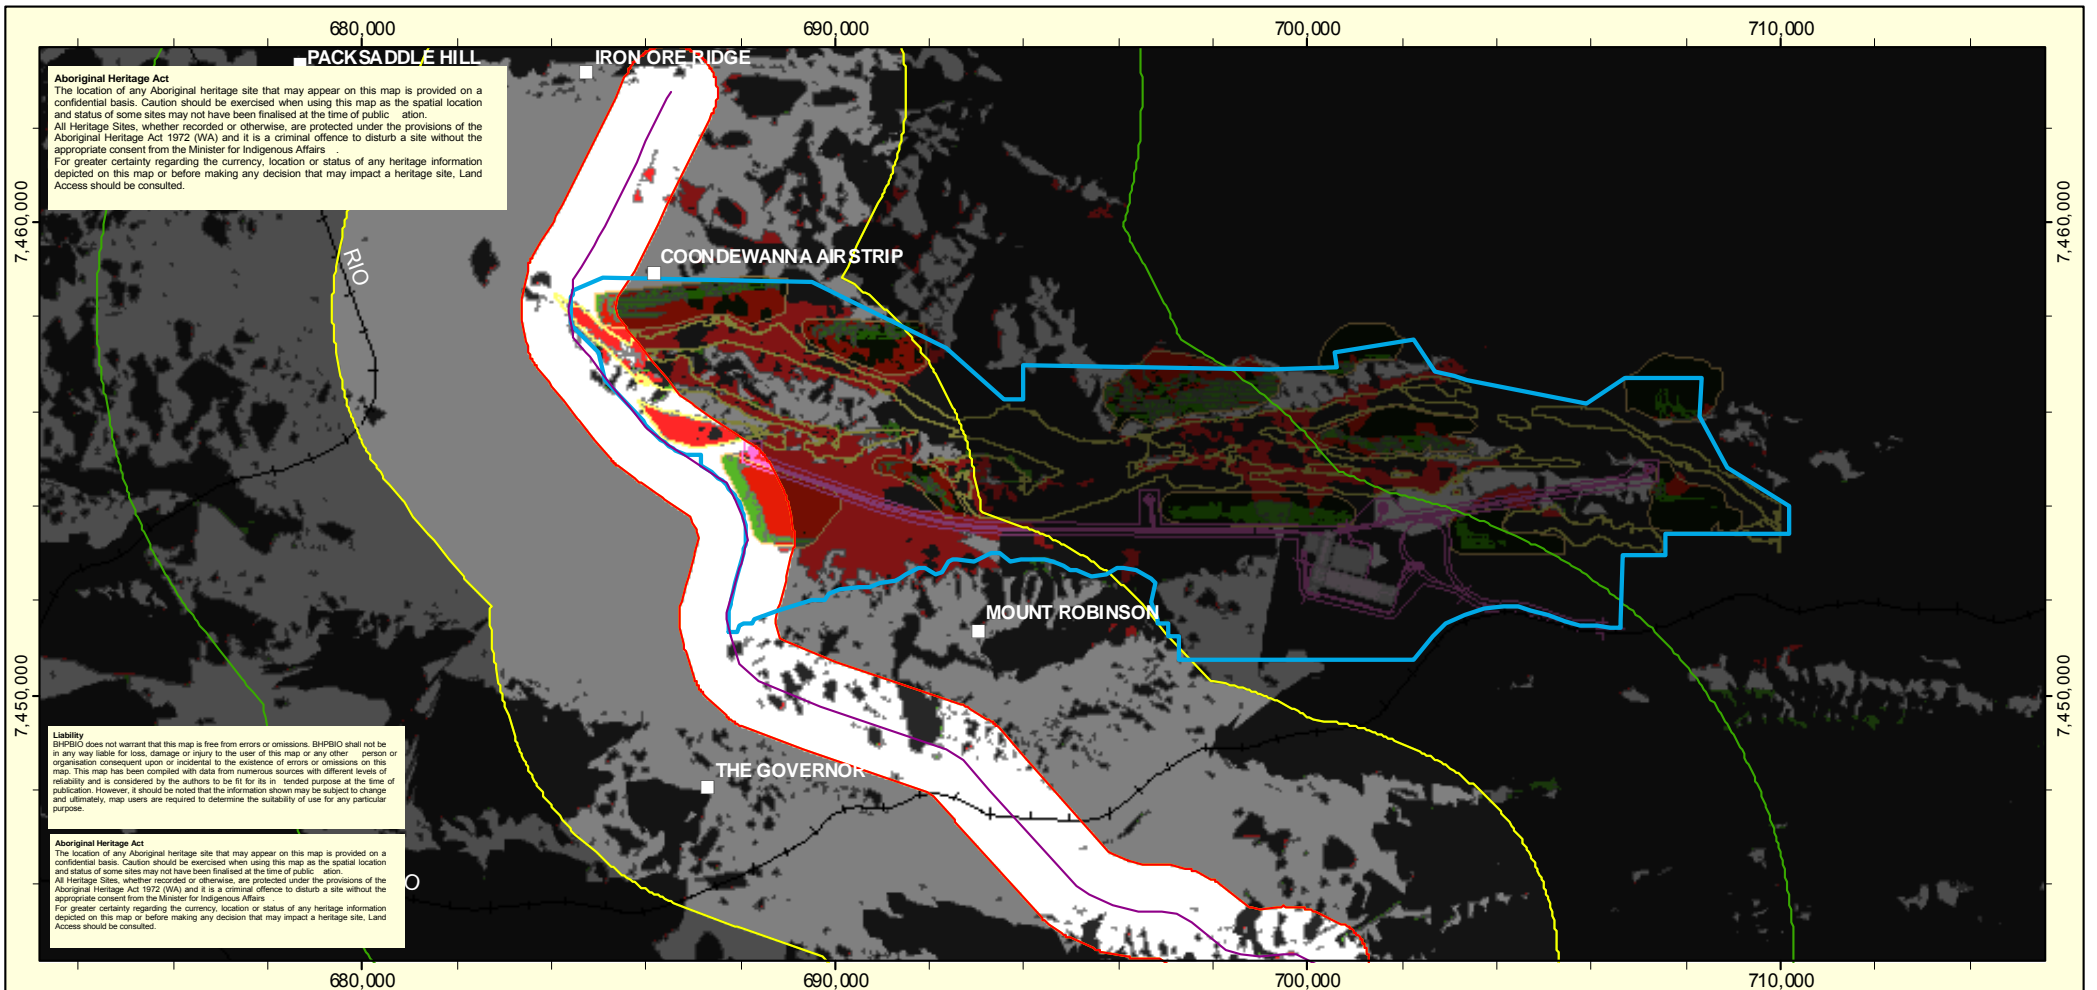 680,000 690,000 700,000 710,000
PACKSADDLE HILL
IRON ORE RIDGE
Aboriginal Heritage Act
The location of any Aboriginal heritage site that may appear on this map is provided on a
confidential basis. Caution should be exercised when using this map as the spatial location
and status of some sites may not have been finalised at the time of public ation.
All Heritage Sites, whether recorded or otherwise, are protected under the provisions of the
Aboriginal Heritage Act 1972 (WA) and it is a criminal offence to disturb a site without the
appropriate consent from the Minister for Indigenous Affairs .
For greater certainty regarding the currency, location or status of any heritage information
depicted on this map or before making any decision that may impact a heritage site, Land
Access should be consulted.
7,460,000
7,460,000
RIO
COONDEWANNA AIRSTRIP
MOUNT ROBINSON
7,450,000
7,450,000
THE GOVERNOR
Liability
BHPBIO does not warrant that this map is free from errors or omissions. BHPBIO shall not be
in any way liable for loss, damage or injury to the user of this map or any other person or
organisation consequent upon or incidental to the existence of errors or omissions on this
map. This map has been compiled with data from numerous sources with different levels of
reliability and is considered by the authors to be fit for its in tended purpose at the time of
publication. However, it should be noted that the information shown may be subject to change
and ultimately, map users are required to determine the suitability of use for any particular
purpose.
Aboriginal Heritage Act
The location of any Aboriginal heritage site that may appear on this map is provided on a
confidential basis. Caution should be exercised when using this map as the spatial location
and status of some sites may not have been finalised at the time of public ation.
All Heritage Sites, whether recorded or otherwise, are protected under the provisions of the
Aboriginal Heritage Act 1972 (WA) and it is a criminal offence to disturb a site without the
appropriate consent from the Minister for Indigenous Affairs .
For greater certainty regarding the currency, location or status of any heritage information
depicted on this map or before making any decision that may impact a heritage site, Land
Access should be consulted.
O
680,000 690,000 700,000 710,000